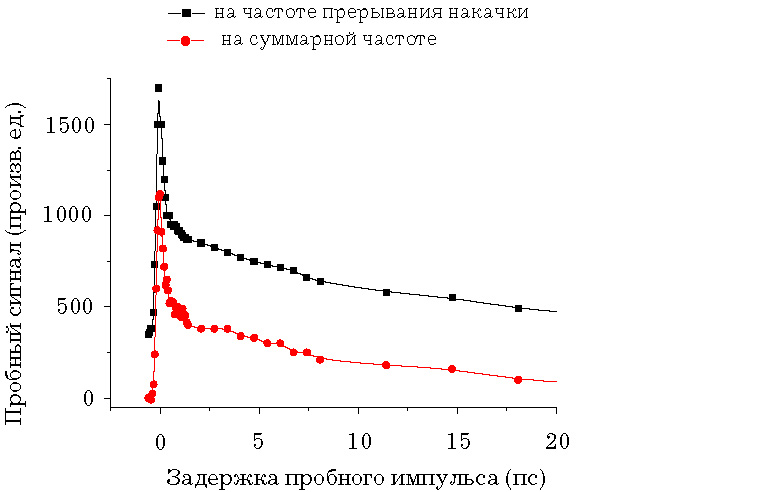 на частоте прерывания накачки
на суммарной частоте
Пробный сигнал (произв. ед.)
1500
1000
500
0
0 5 10 15 20
Задержка пробного импульса (пс)